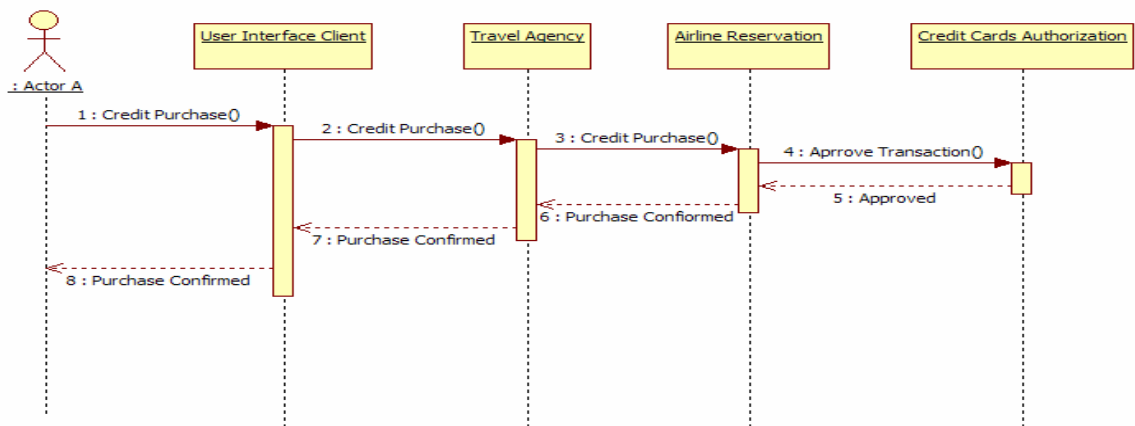 User Interface Client
Travel Agency
Airline Reservation
Credit Cards Authorization
: Actor A
1 : Credit Purchase()
2 : Credit Purchase()
3 : Credit Purchase()
4 : Aprrove Transaction()
5 : Approved
6 : Purchase Conformed
7 : Purchase Confirmed
8 : Purchase Confirmed